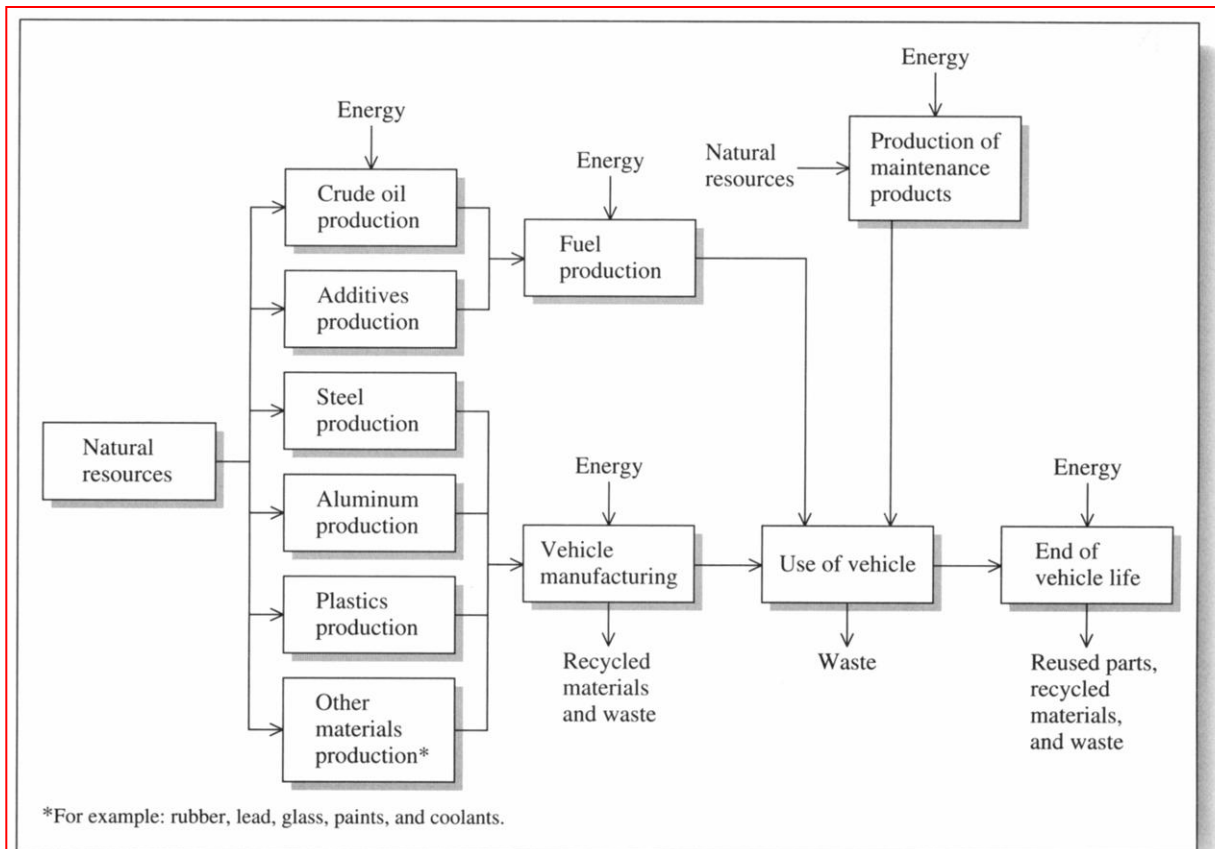 Energy
Energy
Crude oil
production
Energy
Natural
resources
Production of
maintenance
products
Fuel
production
Additives
production
Steel
production
Natural
resources
Aluminum
production
Energy
Energy
Vehicle
manufacturing
Use of vehicle
End of
vehicle life
Plastics
production
Recycled
materials
and waste
Waste
Reused parts,
recycled
materials,
and waste
Other
materials
production*
*For example: rubber, lead, glass, paints, and coolants.